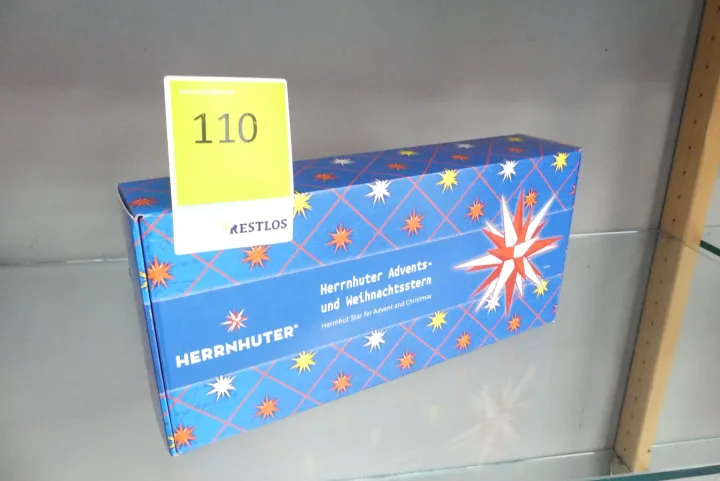 110
RESTLOS
Herrnhuter Advents-
und Weihnachtsstern
Herrnhut Star for Advent and Christmas
HERRNHUTER®